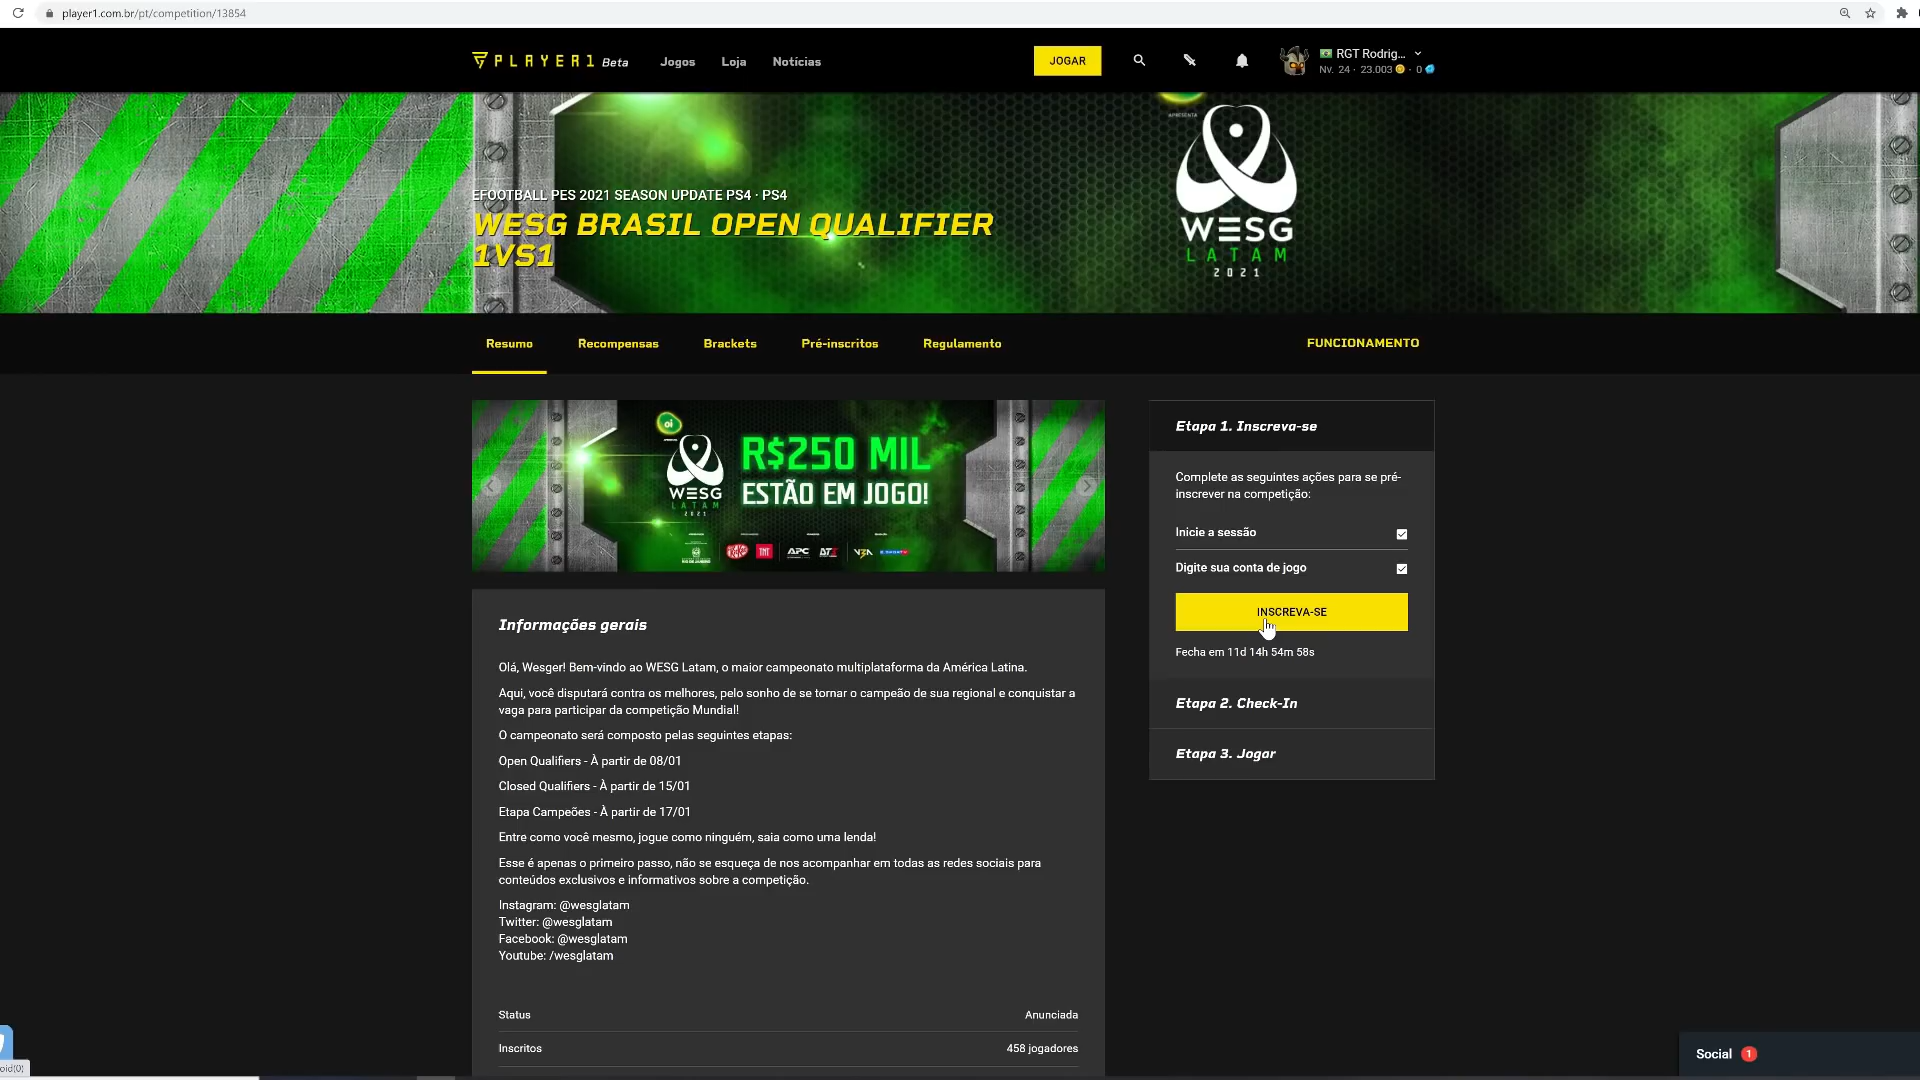 player1.com.br/pt/competition/13854
PLAYER1 Beta
Jogos
Loja
Notícias
JOGAR
RGT Rodrig...
Nv. 24 · 23.003 · 0
APRESENTA
WESG
LATAM
2021
EFOOTBALL PES 2021 SEASON UPDATE PS4 · PS4
WESG BRASIL OPEN QUALIFIER
1VS1
Resumo
Recompensas
Brackets
Pré-inscritos
Regulamento
FUNCIONAMENTO
oi
WESG
LATAM
2021
R$250 MIL
ESTÃO EM JOGO!
KitKat
TNT
APC
Informações gerais
Olá, Wesger! Bem-vindo ao WESG Latam, o maior campeonato multiplataforma da América Latina.
Aqui, você disputará contra os melhores, pelo sonho de se tornar o campeão de sua regional e conquistar a
vaga para participar da competição Mundial!
O campeonato será composto pelas seguintes etapas:
Open Qualifiers - À partir de 08/01
Closed Qualifiers - À partir de 15/01
Etapa Campeões - À partir de 17/01
Entre como você mesmo, jogue como ninguém, saia como uma lenda!
Esse é apenas o primeiro passo, não se esqueça de nos acompanhar em todas as redes sociais para
conteúdos exclusivos e informativos sobre a competição.
Instagram: @wesglatam
Twitter: @wesglatam
Facebook: @wesglatam
Youtube: /wesglatam
Status
Anunciada
Inscritos
458 jogadores
Etapa 1. Inscreva-se
Complete as seguintes ações para se pré-
inscrever na competição:
Inicie a sessão
Digite sua conta de jogo
INSCREVA-SE
Fecha em 11d 14h 54m 58s
Etapa 2. Check-In
Etapa 3. Jogar
Social 1
oid(0)